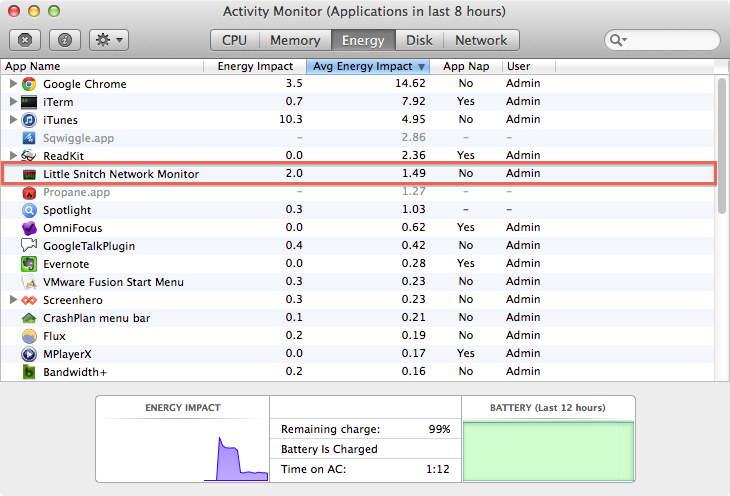 Activity Monitor (Applications in last 8 hours)
CPU Memory Energy Disk Network
App Name Energy Impact Avg Energy Impact ▼ App Nap User
Google Chrome 3.5 14.62 No Admin
iTerm 0.7 7.92 Yes Admin
iTunes 10.3 4.95 No Admin
Sqwiggle.app – 2.86 – –
ReadKit 0.0 2.36 Yes Admin
Little Snitch Network Monitor 2.0 1.49 No Admin
Propane.app – 1.27 – –
Spotlight 0.3 1.03 – –
OmniFocus 0.0 0.62 Yes Admin
GoogleTalkPlugin 0.4 0.42 No Admin
Evernote 0.0 0.28 Yes Admin
VMware Fusion Start Menu 0.3 0.23 No Admin
Screenhero 0.3 0.23 No Admin
CrashPlan menu bar 0.1 0.21 No Admin
Flux 0.2 0.19 No Admin
MPlayerX 0.0 0.17 Yes Admin
Bandwidth+ 0.2 0.16 No Admin
ENERGY IMPACT
Remaining charge: 99%
Battery Is Charged
Time on AC: 1:12
BATTERY (Last 12 hours)